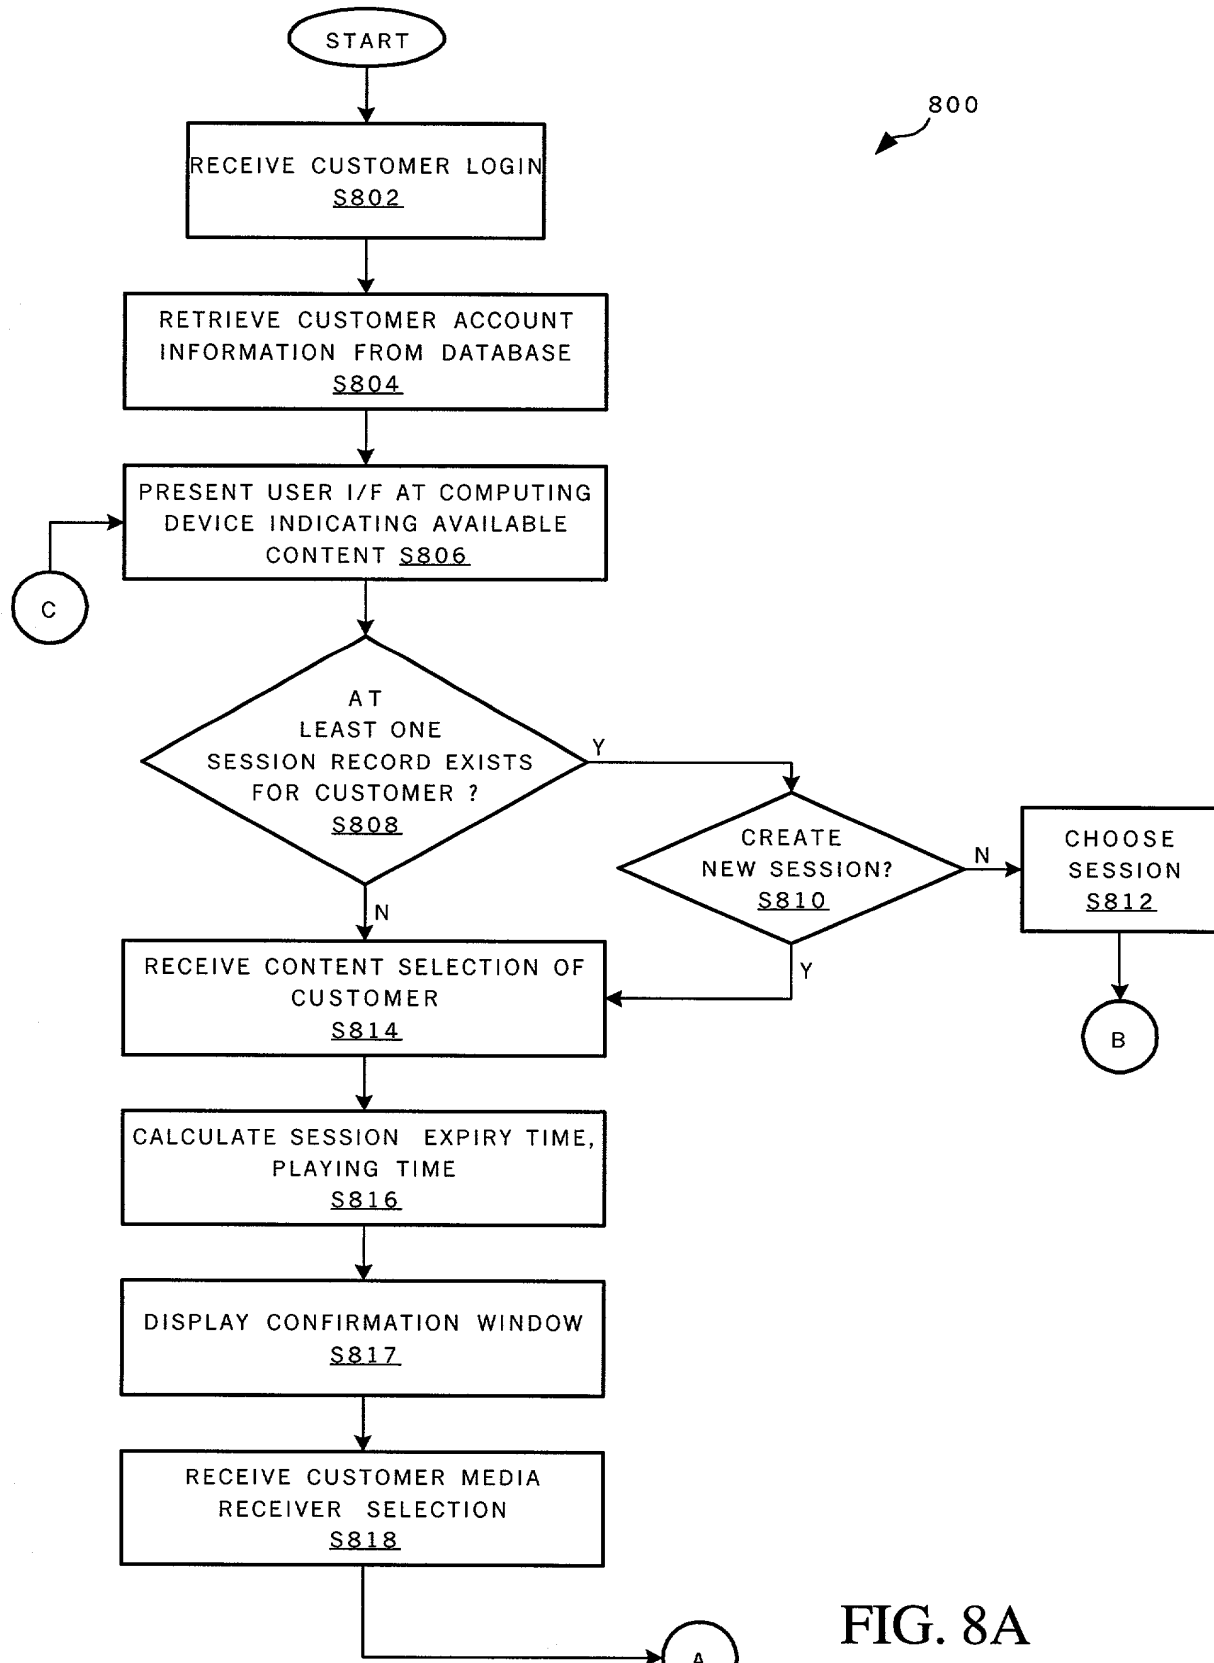 START
800
RECEIVE CUSTOMER LOGIN
S802
RETRIEVE CUSTOMER ACCOUNT
INFORMATION FROM DATABASE
S804
PRESENT USER I/F AT COMPUTING
DEVICE INDICATING AVAILABLE
CONTENT S806
C
AT
LEAST ONE
SESSION RECORD EXISTS
FOR CUSTOMER ?
S808
Y
CREATE
NEW SESSION?
S810
N
CHOOSE
SESSION
S812
N
Y
B
RECEIVE CONTENT SELECTION OF
CUSTOMER
S814
CALCULATE SESSION EXPIRY TIME,
PLAYING TIME
S816
DISPLAY CONFIRMATION WINDOW
S817
RECEIVE CUSTOMER MEDIA
RECEIVER SELECTION
S818
A
FIG. 8A